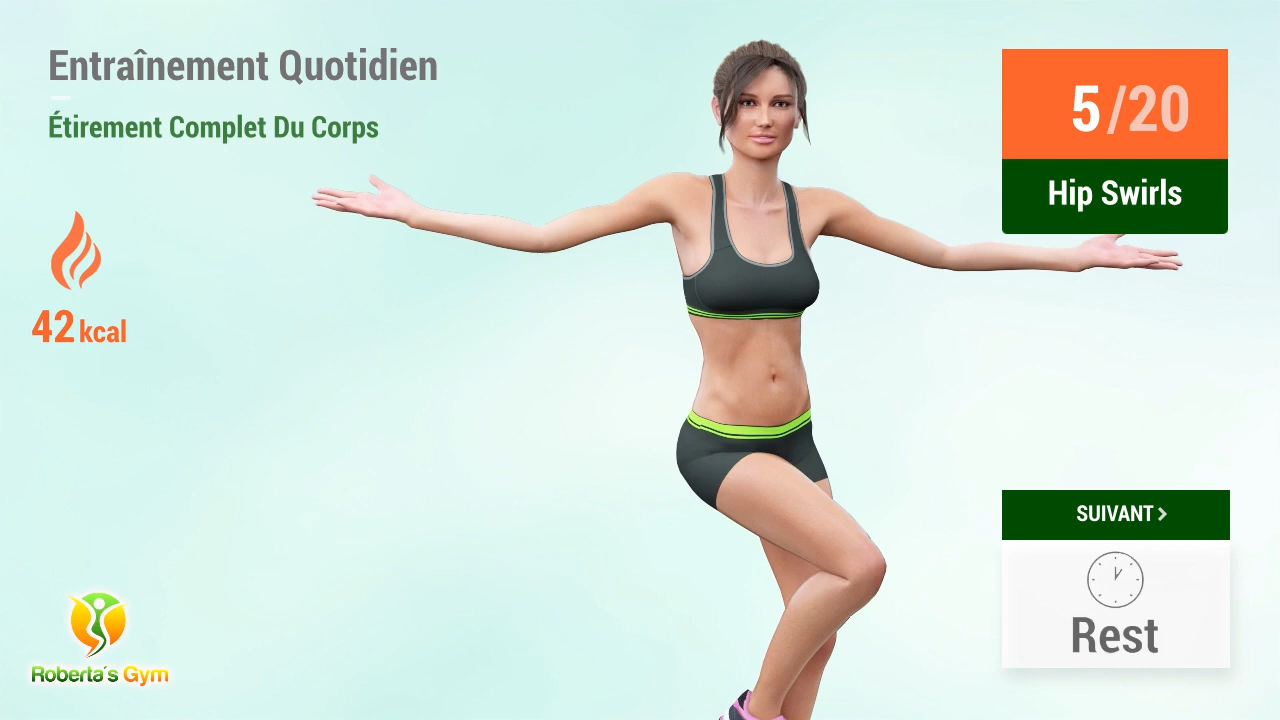 Entraînement Quotidien
Étirement Complet Du Corps
42 kcal
5/20
Hip Swirls
SUIVANT >
Rest
Roberta´s Gym